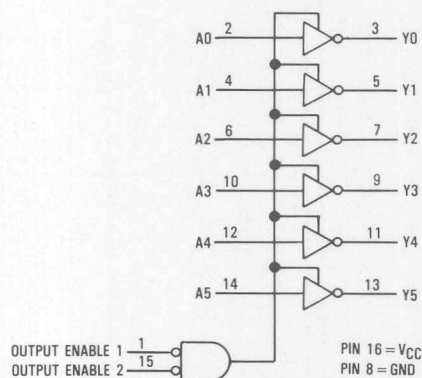 A0 2 3 Y0
A1 4 5 Y1
A2 6 7 Y2
A3 10 9 Y3
A4 12 11 Y4
A5 14 13 Y5
OUTPUT ENABLE 1 1
OUTPUT ENABLE 2 15
PIN 16 = VCC
PIN 8 = GND